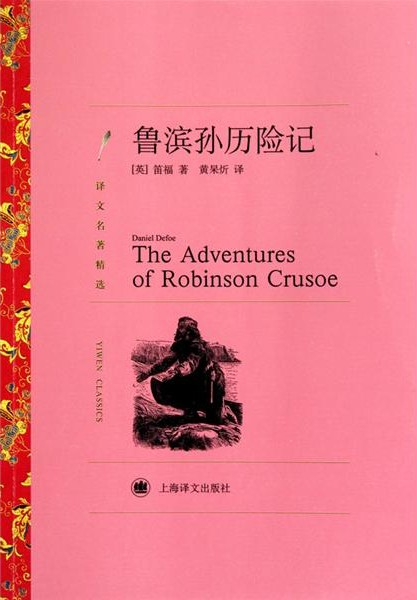 鲁滨孙历险记
[英] 笛福 著 黄杲炘 译
译文名著精选
YIWEN CLASSICS
Daniel Defoe
The Adventures
of Robinson Crusoe
上海译文出版社